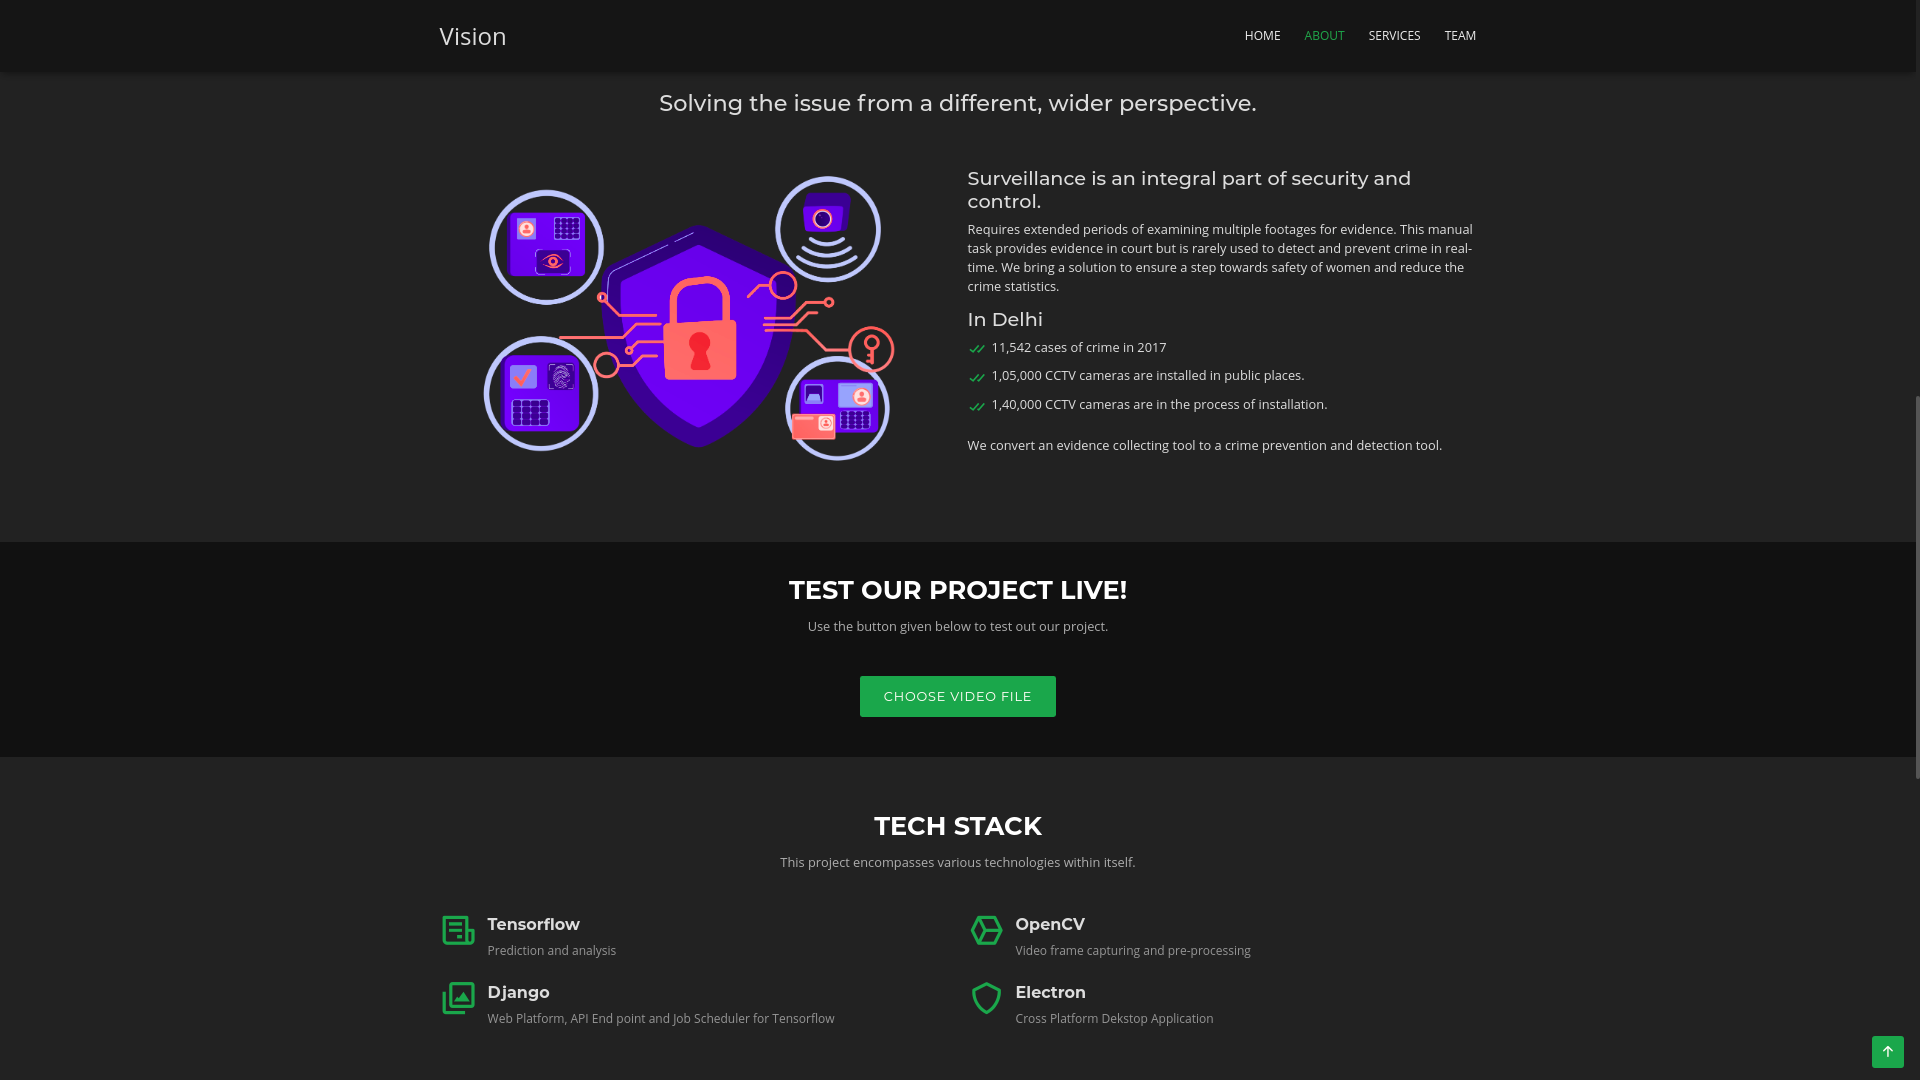 Vision
HOME
ABOUT
SERVICES
TEAM
Solving the issue from a different, wider perspective.
Surveillance is an integral part of security and
control.
Requires extended periods of examining multiple footages for evidence. This manual
task provides evidence in court but is rarely used to detect and prevent crime in real-
time. We bring a solution to ensure a step towards safety of women and reduce the
crime statistics.
In Delhi
11,542 cases of crime in 2017
1,05,000 CCTV cameras are installed in public places.
1,40,000 CCTV cameras are in the process of installation.
We convert an evidence collecting tool to a crime prevention and detection tool.
TEST OUR PROJECT LIVE!
Use the button given below to test out our project.
CHOOSE VIDEO FILE
TECH STACK
This project encompasses various technologies within itself.
Tensorflow
Prediction and analysis
OpenCV
Video frame capturing and pre-processing
Django
Web Platform, API End point and Job Scheduler for Tensorflow
Electron
Cross Platform Dekstop Application